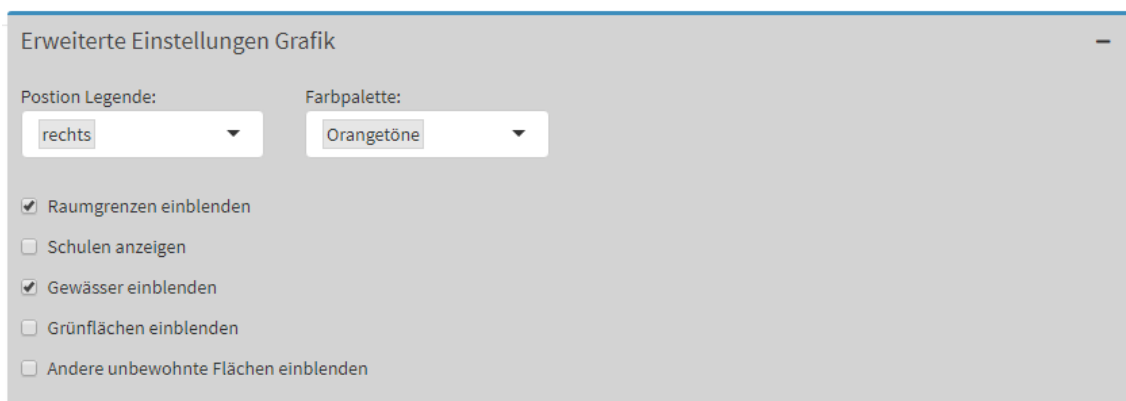 Erweiterte Einstellungen Grafik
Postion Legende: Farbpalette:
rechts Orangetöne
Raumgrenzen einblenden
Schulen anzeigen
Gewässer einblenden
Grünflächen einblenden
Andere unbewohnte Flächen einblenden